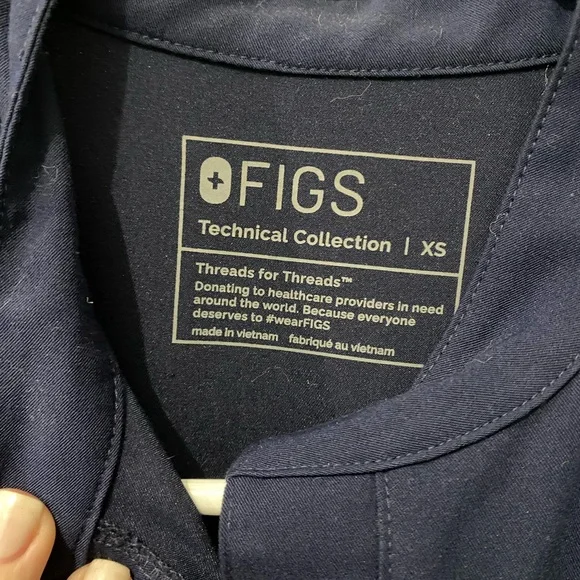 FIGS
Technical Collection | XS
Threads for Threads™
Donating to healthcare providers in need
around the world. Because everyone
deserves to #wearFIGS
made in vietnam fabriqué au vietnam